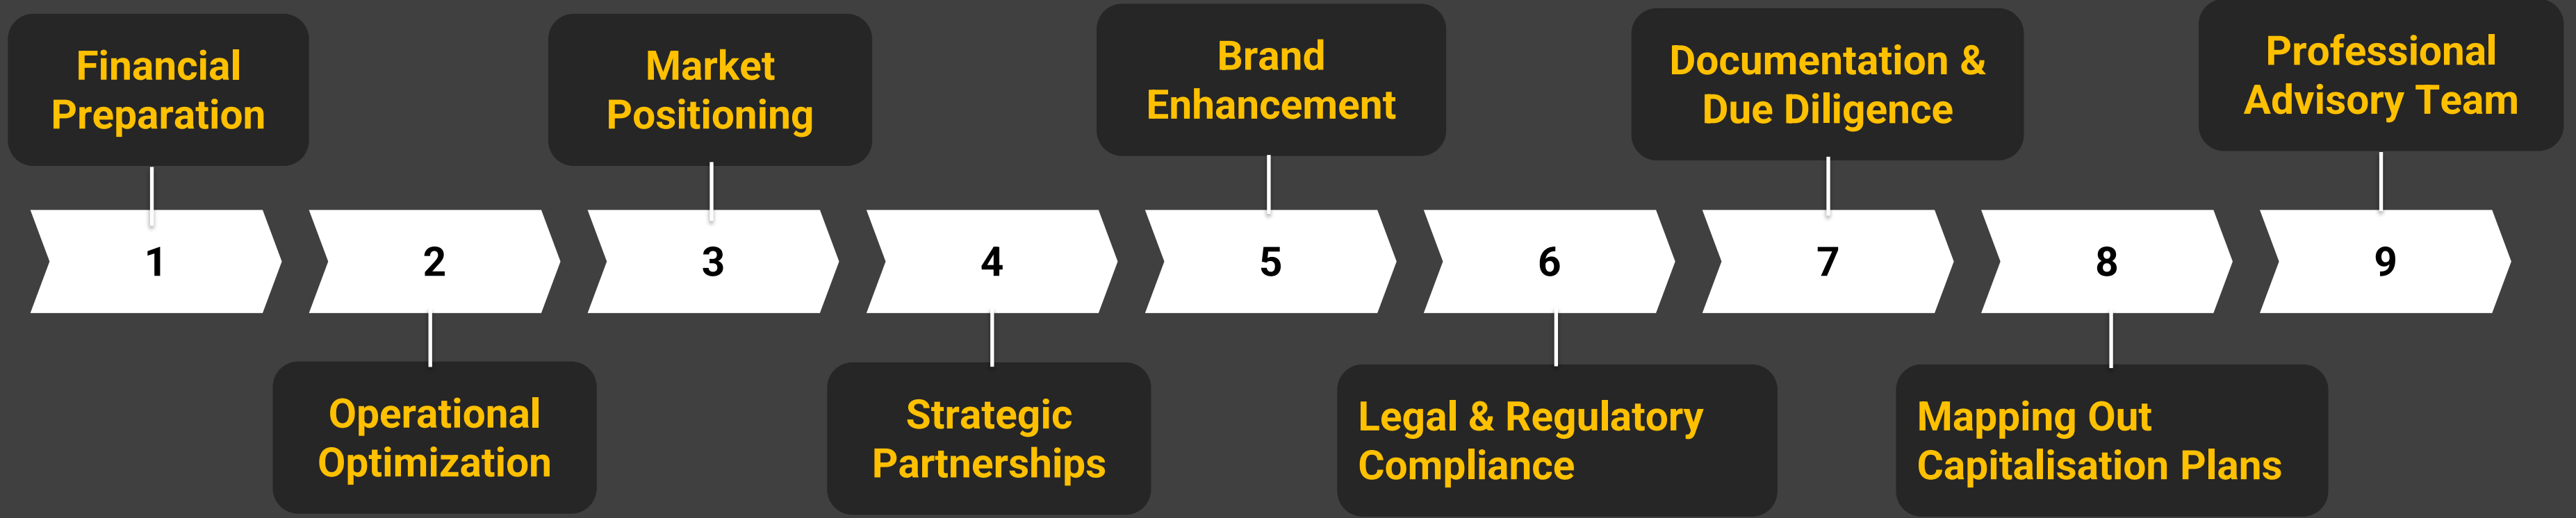 Financial
Preparation
Market
Positioning
Brand
Enhancement
Documentation &
Due Diligence
Professional
Advisory Team
1
2
3
4
5
6
7
8
9
Operational
Optimization
Strategic
Partnerships
Legal & Regulatory
Compliance
Mapping Out
Capitalisation Plans